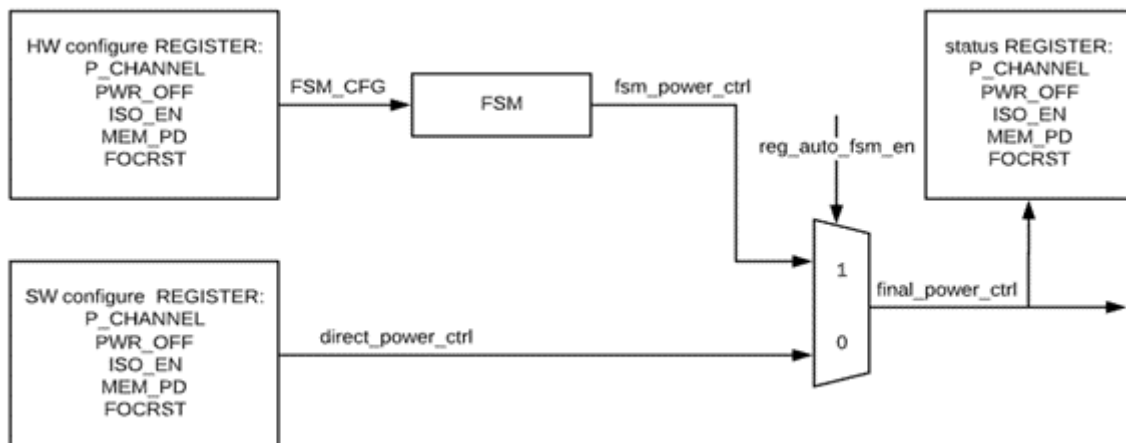 HW configure REGISTER:
P_CHANNEL
PWR_OFF
ISO_EN
MEM_PD
FOCRST
FSM_CFG
FSM
fsm_power_ctrl
reg_auto_fsm_en
status REGISTER:
P_CHANNEL
PWR_OFF
ISO_EN
MEM_PD
FOCRST
SW configure REGISTER:
P_CHANNEL
PWR_OFF
ISO_EN
MEM_PD
FOCRST
direct_power_ctrl
1
0
final_power_ctrl